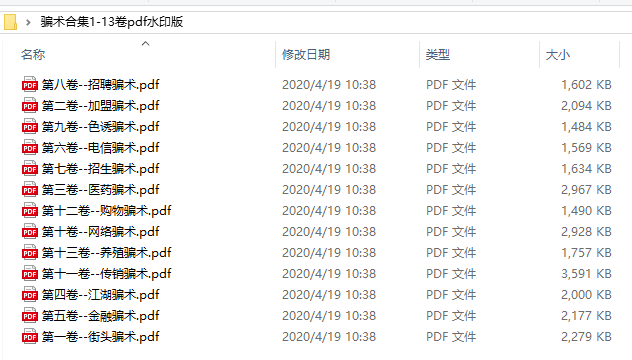 骗术合集1-13卷pdf水印版
名称 修改日期 类型 大小
PDF 第八卷--招聘骗术.pdf 2020/4/19 10:38 PDF 文件 1,602 KB
PDF 第二卷--加盟骗术.pdf 2020/4/19 10:38 PDF 文件 2,094 KB
PDF 第九卷--色诱骗术.pdf 2020/4/19 10:38 PDF 文件 1,484 KB
PDF 第六卷--电信骗术.pdf 2020/4/19 10:38 PDF 文件 1,569 KB
PDF 第七卷--招生骗术.pdf 2020/4/19 10:38 PDF 文件 1,634 KB
PDF 第三卷--医药骗术.pdf 2020/4/19 10:38 PDF 文件 2,967 KB
PDF 第十二卷--购物骗术.pdf 2020/4/19 10:38 PDF 文件 1,490 KB
PDF 第十卷--网络骗术.pdf 2020/4/19 10:38 PDF 文件 2,928 KB
PDF 第十三卷--养殖骗术.pdf 2020/4/19 10:38 PDF 文件 1,757 KB
PDF 第十一卷--传销骗术.pdf 2020/4/19 10:38 PDF 文件 3,591 KB
PDF 第四卷--江湖骗术.pdf 2020/4/19 10:38 PDF 文件 2,000 KB
PDF 第五卷--金融骗术.pdf 2020/4/19 10:38 PDF 文件 2,177 KB
PDF 第一卷--街头骗术.pdf 2020/4/19 10:38 PDF 文件 2,279 KB